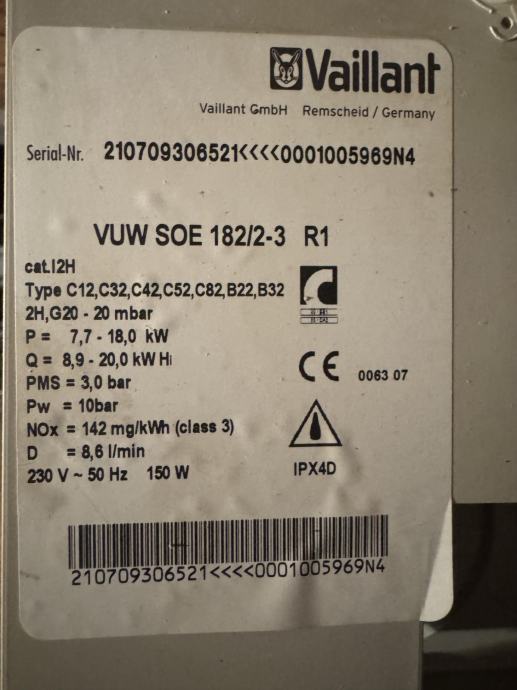 Vaillant
Vaillant GmbH Remscheid / Germany
Serial-Nr. 210709306521<<<<0001005969N4
VUW SOE 182/2-3 R1
cat.I2H
Type C12,C32,C42,C52,C82,B22,B32
2H,G20 - 20 mbar
P = 7,7 - 18,0 kW
Q = 8,9 - 20,0 kW Hi
PMS = 3,0 bar
CE 0063 07
Pw = 10bar
NOx = 142 mg/kWh (class 3)
D = 8,6 l/min
230 V ~ 50 Hz 150 W
IPX4D
210709306521<<<<0001005969N4